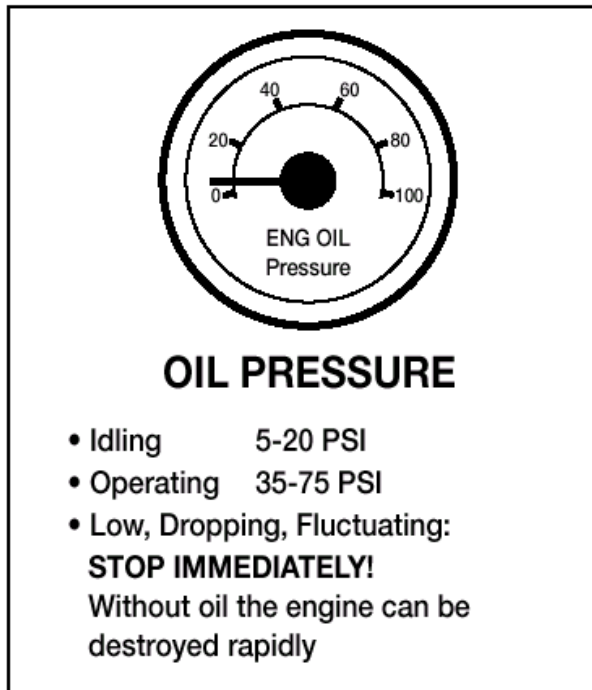 40 60
20 80
0 100
ENG OIL
Pressure
OIL PRESSURE
• Idling 5-20 PSI
• Operating 35-75 PSI
• Low, Dropping, Fluctuating:
STOP IMMEDIATELY!
Without oil the engine can be
destroyed rapidly